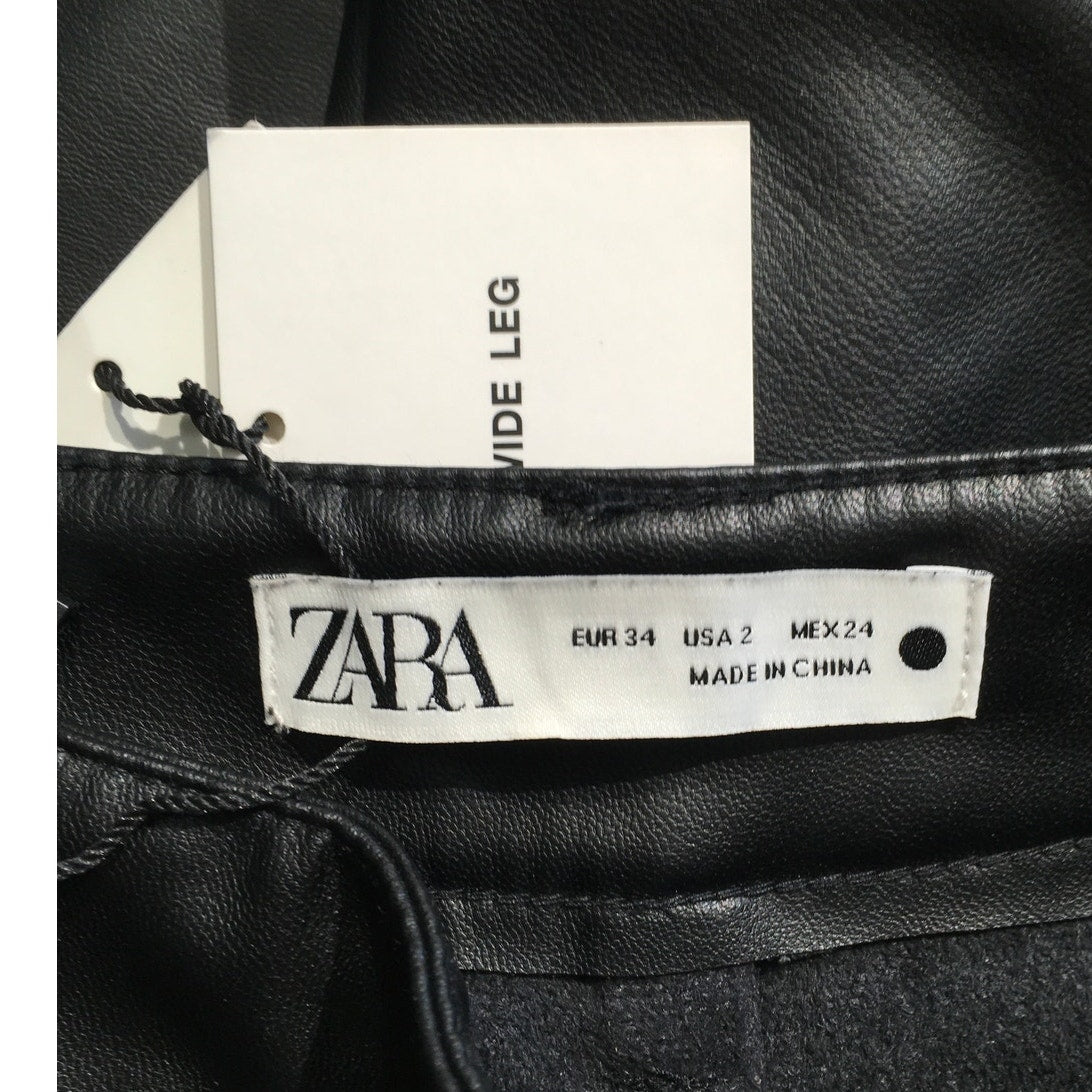 VIDE LEG
ZARA
EUR 34 USA 2 MEX 24
MADE IN CHINA